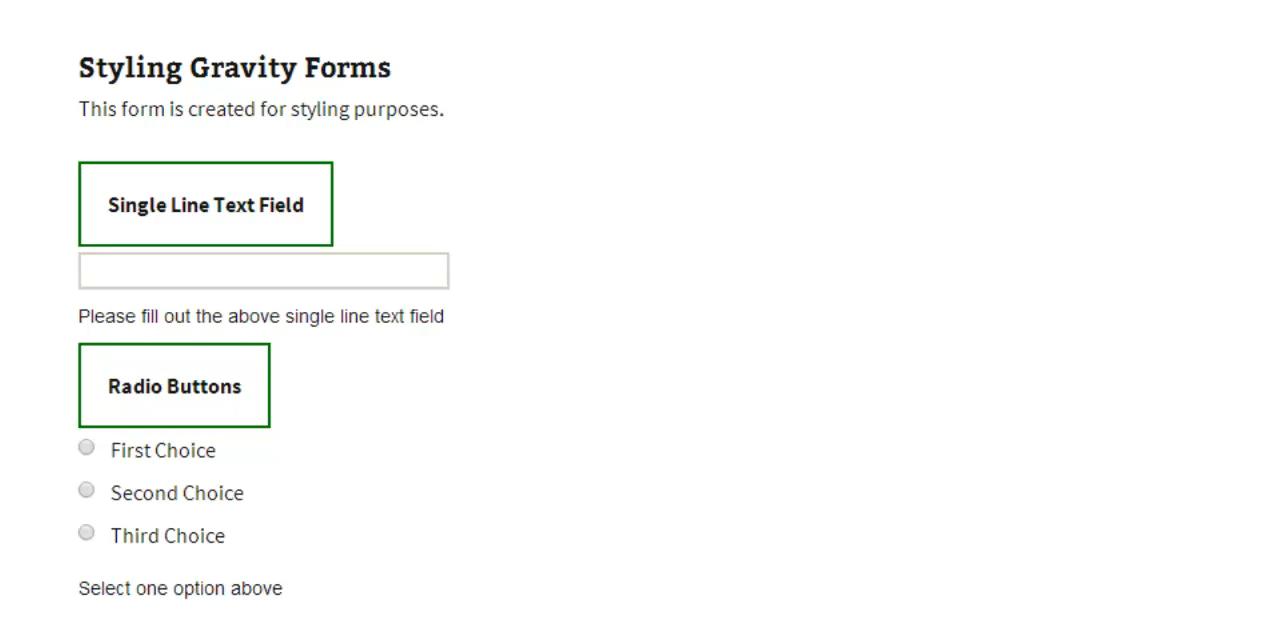 Styling Gravity Forms
This form is created for styling purposes.
Single Line Text Field
Please fill out the above single line text field
Radio Buttons
First Choice
Second Choice
Third Choice
Select one option above